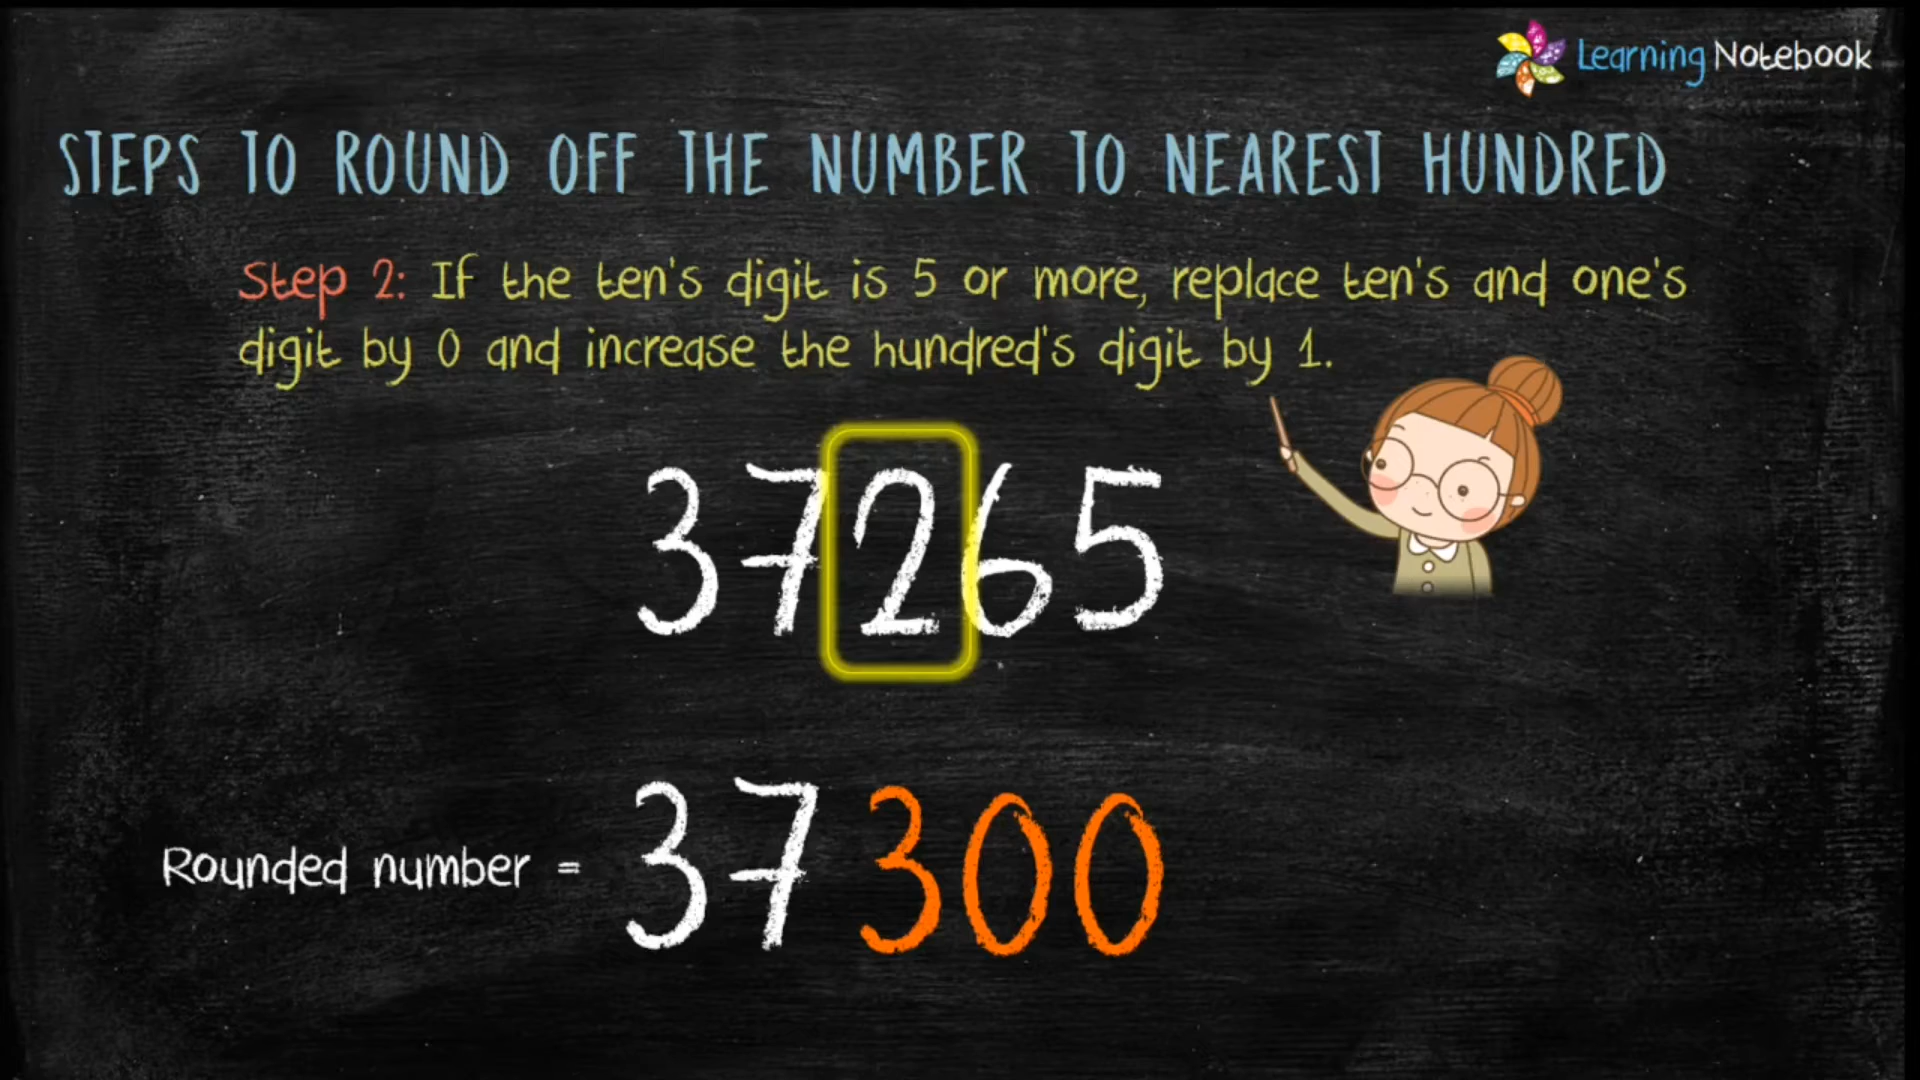 Learning Notebook
STEPS TO ROUND OFF THE NUMBER TO NEAREST HUNDRED
Step 2: If the ten's digit is 5 or more, replace ten's and one's
digit by 0 and increase the hundred's digit by 1.
37265
Rounded number = 37300